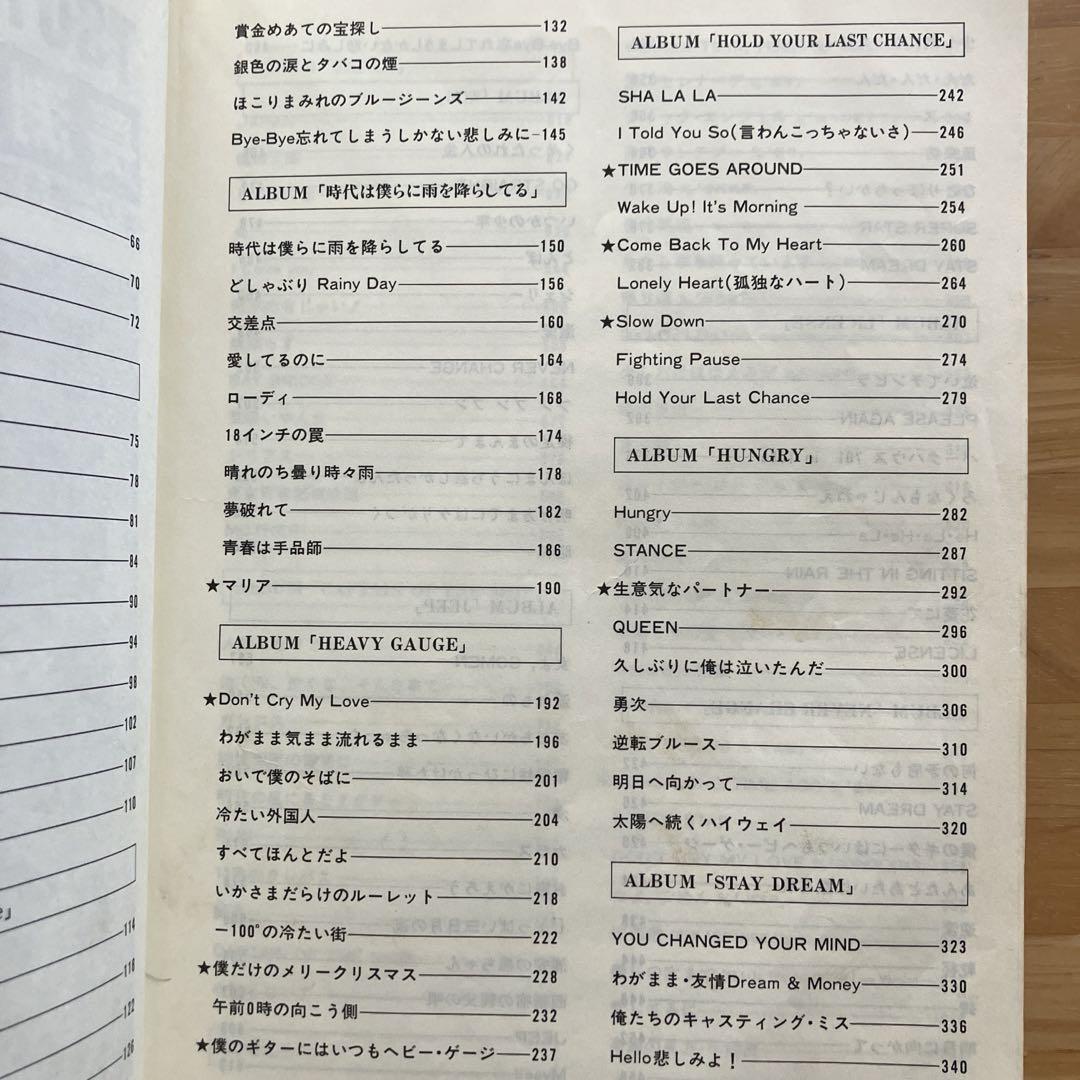 66
70
72
75
78
81
84
90
94
98
102
107
110
114
118
122
126
賞金めあての宝探し 132
銀色の涙とタバコの煙 138
ほこりまみれのブルージーンズ 142
Bye-Bye忘れてしまうしかない悲しみに 145
ALBUM「時代は僕らに雨を降らしてる」
時代は僕らに雨を降らしてる 150
どしゃぶり Rainy Day 156
交差点 160
愛してるのに 164
ローディ 168
18インチの罠 174
晴れのち曇り時々雨 178
夢破れて 182
青春は手品師 186
★マリア 190
ALBUM「HEAVY GAUGE」
★Don't Cry My Love 192
わがまま気まま流れるまま 196
おいで僕のそばに 201
冷たい外国人 204
すべてほんとだよ 210
いかさまだらけのルーレット 218
−100°の冷たい街 222
★僕だけのメリークリスマス 228
午前0時の向こう側 232
★僕のギターにはいつもヘビー・ゲージ 237
ALBUM「HOLD YOUR LAST CHANCE」
SHA LA LA 242
I Told You So(言わんこっちゃないさ) 246
★TIME GOES AROUND 251
Wake Up! It's Morning 254
★Come Back To My Heart 260
Lonely Heart(孤独なハート) 264
★Slow Down 270
Fighting Pause 274
Hold Your Last Chance 279
ALBUM「HUNGRY」
Hungry 282
STANCE 287
★生意気なパートナー 292
QUEEN 296
久しぶりに俺は泣いたんだ 300
勇次 306
逆転ブルース 310
明日へ向かって 314
太陽へ続くハイウェイ 320
ALBUM「STAY DREAM」
YOU CHANGED YOUR MIND 323
わがまま・友情Dream & Money 330
俺たちのキャスティング・ミス 336
Hello悲しみよ! 340